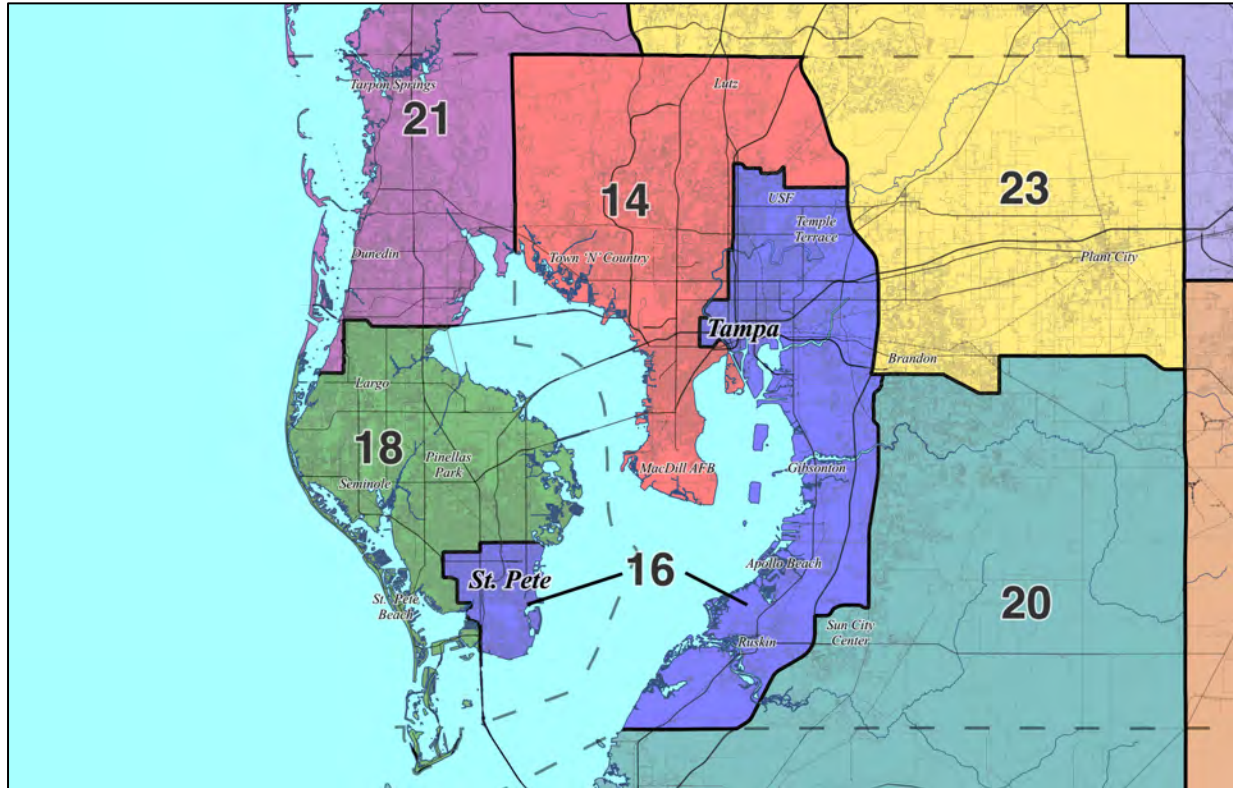 Tarpon Springs
21
Lutz
14
23
USF
Temple
Terrace
Dunedin
Town 'N' Country
Plant City
Tampa
Brandon
Largo
18
Pinellas
Park
Seminole
MacDill AFB
Gibsonton
St. Pete
16
Apollo Beach
St. Pete
Beach
20
Ruskin
Sun City
Center